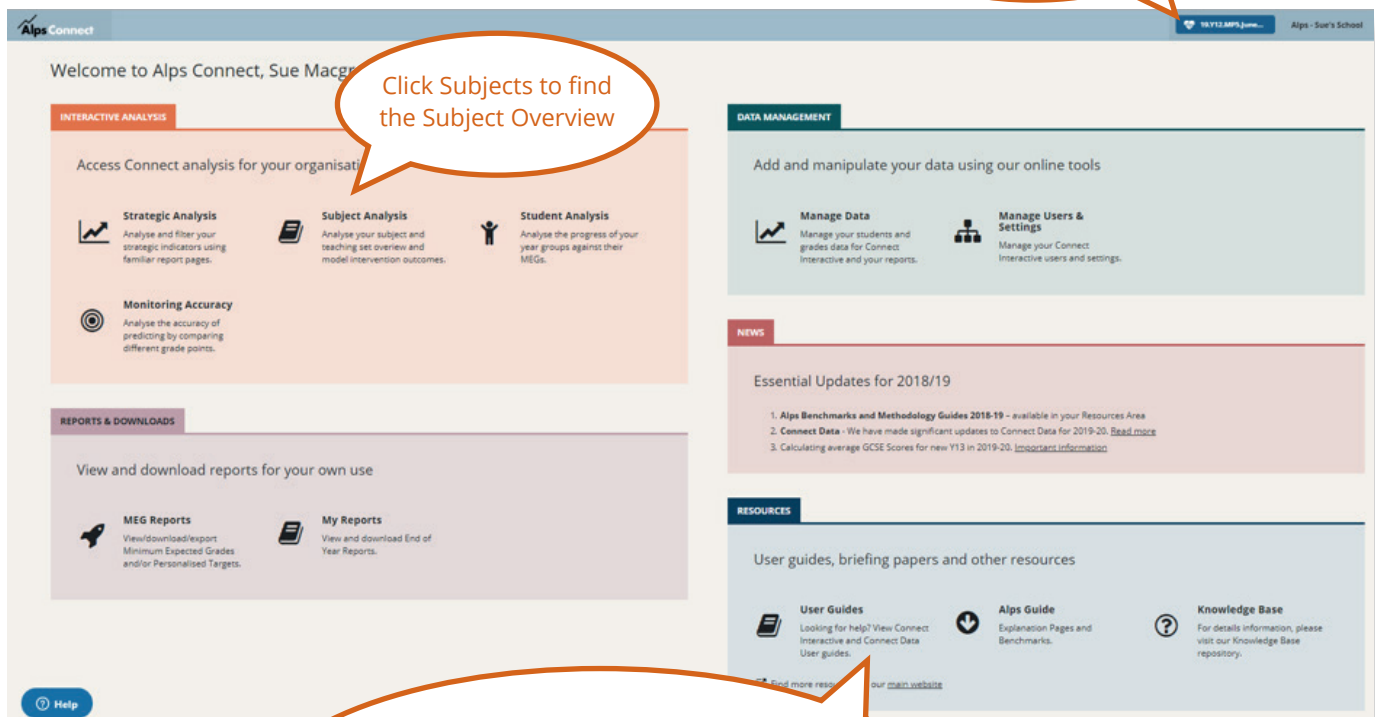 Alps Connect
19.Y12.MP5.June...
Alps - Sue's School
Welcome to Alps Connect, Sue
Click Subjects to find
the Subject Overview
INTERACTIVE ANALYSIS
Access Connect analysis for your
Strategic Analysis
Analyse and filter your
strategic indicators using
familiar report pages.
Subject Analysis
Analyse your subject and
teaching set overiew and
model intervention outcomes.
Student Analysis
Analyse the progress of your
year groups against their
MEGs.
Monitoring Accuracy
Analyse the accuracy of
predicting by comparing
different grade points.
REPORTS & DOWNLOADS
View and download reports for your own use
MEG Reports
View/download/export
Minimum Expected Grades
and/or Personalised Targets.
My Reports
View and download End of
Year Reports.
DATA MANAGEMENT
Add and manipulate your data using our online tools
Manage Data
Manage your students and
grades data for Connect
Interactive and your reports.
Manage Users &
Settings
Manage your Connect
Interactive users and settings.
NEWS
Essential Updates for 2018/19
1. Alps Benchmarks and Methodology Guides 2018-19 – available in your Resources Area
2. Connect Data - We have made significant updates to Connect Data for 2019-20. Read more
3. Calculating average GCSE Scores for new Y13 in 2019-20. Important information
RESOURCES
User guides, briefing papers and other resources
User Guides
Looking for help? View Connect
Interactive and Connect Data
User guides.
Alps Guide
Explanation Pages and
Benchmarks.
Knowledge Base
For details information, please
visit our Knowledge Base
repository.
Find more our main website
Help